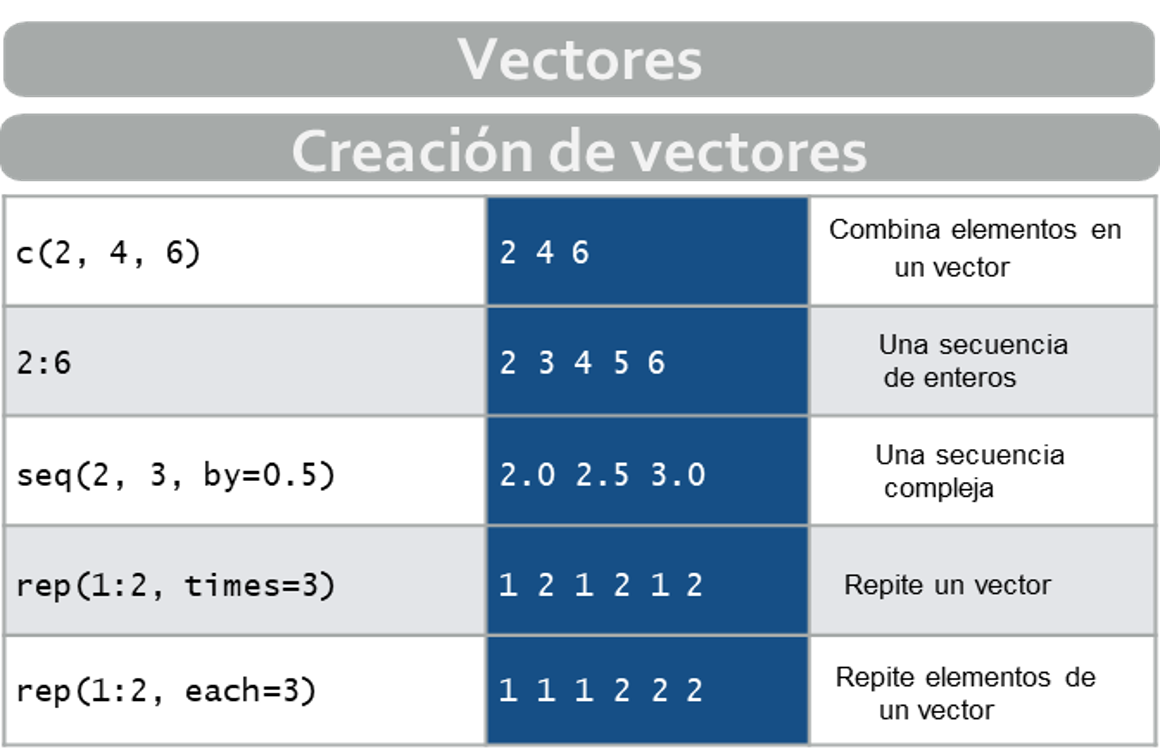 Vectores
Creación de vectores
c(2, 4, 6)
2 4 6
Combina elementos en
un vector
2:6
2 3 4 5 6
Una secuencia
de enteros
seq(2, 3, by=0.5)
2.0 2.5 3.0
Una secuencia
compleja
rep(1:2, times=3)
1 2 1 2 1 2
Repite un vector
rep(1:2, each=3)
1 1 1 2 2 2
Repite elementos de
un vector